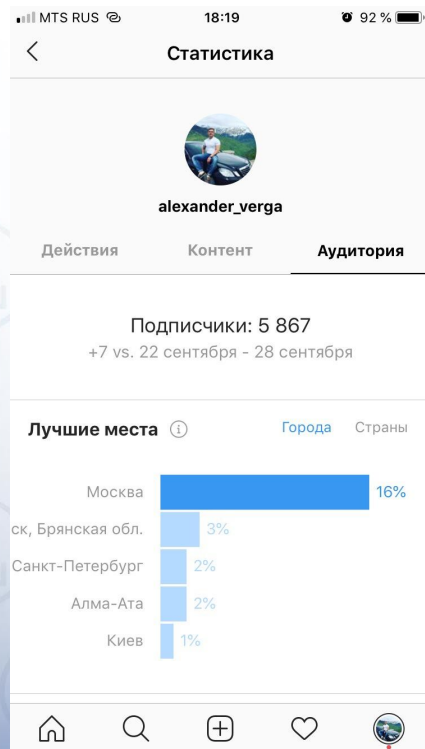 MTS RUS 18:19 92 %
Статистика
alexander_verga
Действия Контент Аудитория
Подписчики: 5 867
+7 vs. 22 сентября - 28 сентября
Лучшие места Города Страны
Москва 16%
ск, Брянская обл. 3%
Санкт-Петербург 2%
Алма-Ата 2%
Киев 1%